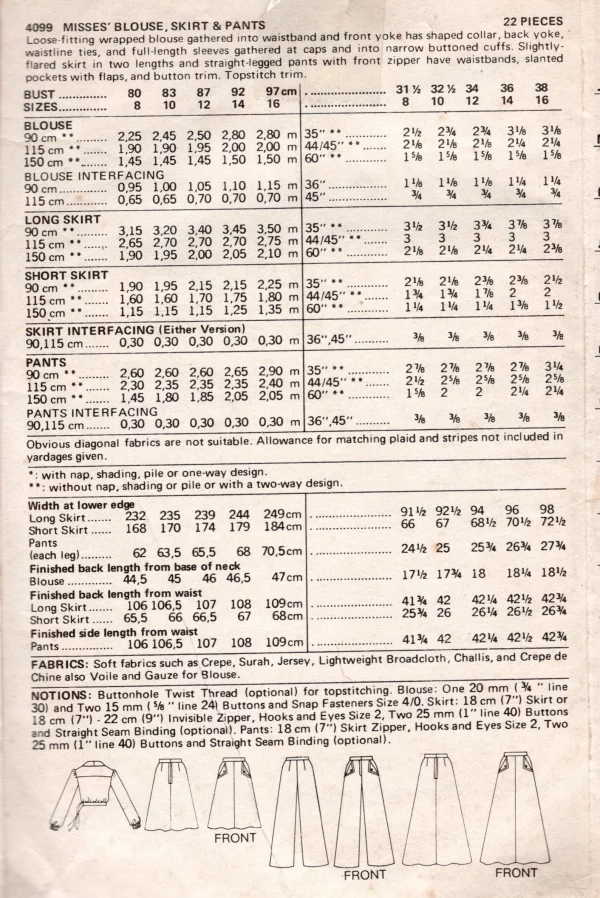 4099 MISSES' BLOUSE, SKIRT & PANTS 22 PIECES
Loose-fitting wrapped blouse gathered into waistband and front yoke has shaped collar, back yoke,
waistline ties, and full-length sleeves gathered at caps and into narrow buttoned cuffs. Slightly-
flared skirt in two lengths and straight-legged pants with front zipper have waistbands, slanted
pockets with flaps, and button trim. Topstitch trim.
BUST ............... 80 83 87 92 97 cm . .................... 31 ½ 32 ½ 34 36 38
SIZES.............. 8 10 12 14 16 . .................... 8 10 12 14 16
BLOUSE
90 cm ** ......... 2,25 2,45 2,50 2,80 2,80 m 35'' ** ............... 2½ 2¾ 2¾ 3⅛ 3⅛
115 cm ** ....... 1,90 1,90 1,95 2,00 2,00 m 44/45'' ** ....... 2⅛ 2⅛ 2⅛ 2¼ 2¼
150 cm ** ....... 1,45 1,45 1,45 1,50 1,50 m 60'' ** ............... 1⅝ 1⅝ 1⅝ 1⅝ 1⅝
BLOUSE INTERFACING
90 cm .............. 0,95 1,00 1,05 1,10 1,15 m 36'' ..................... 1⅛ 1⅛ 1⅛ 1¼ 1¼
115 cm ............ 0,65 0,65 0,70 0,70 0,70 m 45'' ..................... ¾ ¾ ¾ ¾ ¾
LONG SKIRT
90 cm ** ......... 3,15 3,20 3,40 3,45 3,50 m 35'' ** ............... 3½ 3½ 3¾ 3⅞ 3⅞
115 cm ** ....... 2,65 2,70 2,70 2,70 2,75 m 44/45'' ** ....... 3 3 3 3 3
150 cm ** ....... 1,90 1,95 2,00 2,05 2,10 m 60'' ** ............... 2⅛ 2⅛ 2¼ 2¼ 2⅜
SHORT SKIRT
90 cm ** ......... 1,90 1,95 2,15 2,15 2,25 m 35'' ** ............... 2⅛ 2⅛ 2⅜ 2⅜ 2½
115 cm ** ....... 1,60 1,60 1,70 1,75 1,80 m 44/45'' ** ....... 1¾ 1¾ 1⅞ 2 2
150 cm ** ....... 1,15 1,15 1,15 1,25 1,35 m 60'' ** ............... 1¼ 1¼ 1¼ 1⅜ 1½
SKIRT INTERFACING (Either Version)
90,115 cm ....... 0,30 0,30 0,30 0,30 0,30 m 36'',45'' .......... ⅜ ⅜ ⅜ ⅜ ⅜
PANTS
90 cm ** ......... 2,60 2,60 2,60 2,65 2,90 m 35'' ** ............... 2⅞ 2⅞ 2⅞ 2⅞ 3¼
115 cm ** ....... 2,30 2,35 2,35 2,35 2,40 m 44/45'' ** ....... 2½ 2⅝ 2⅝ 2⅝ 2⅝
150 cm ** ....... 1,45 1,80 1,85 2,05 2,05 m 60'' ** ............... 1⅝ 2 2 2¼ 2¼
PANTS INTERFACING
90,115 cm ....... 0,30 0,30 0,30 0,30 0,30 m 36'',45'' .......... ⅜ ⅜ ⅜ ⅜ ⅜
Obvious diagonal fabrics are not suitable. Allowance for matching plaid and stripes not included in
yardages given.
*: with nap, shading, pile or one-way design.
**: without nap, shading or pile or with a two-way design.
Width at lower edge
Long Skirt ....... 232 235 239 244 249cm . .................... 91½ 92½ 94 96 98
Short Skirt ...... 168 170 174 179 184cm . .................... 66 67 68½ 70½ 72½
Pants
(each leg)......... 62 63,5 65,5 68 70,5cm . .................... 24½ 25 25¾ 26¾ 27¾
Finished back length from base of neck
Blouse ............. 44,5 45 46 46,5 47cm . .................... 17½ 17¾ 18 18¼ 18½
Finished back length from waist
Long Skirt ....... 106 106,5 107 108 109cm . .................... 41¾ 42 42¼ 42½ 42¾
Short Skirt ...... 65,5 66 66,5 67 68cm . .................... 25¾ 26 26¼ 26½ 26¾
Finished side length from waist
Pants ............... 106 106,5 107 108 109cm . .................... 41¾ 42 42¼ 42½ 42¾
FABRICS: Soft fabrics such as Crepe, Surah, Jersey, Lightweight Broadcloth, Challis, and Crepe de
Chine also Voile and Gauze for Blouse.
NOTIONS: Buttonhole Twist Thread (optional) for topstitching. Blouse: One 20 mm (¾ '' line
30) and Two 15 mm (⅝ '' line 24) Buttons and Snap Fasteners Size 4/0. Skirt: 18 cm (7'') Skirt or
18 cm (7'') - 22 cm (9'') Invisible Zipper, Hooks and Eyes Size 2, Two 25 mm (1'' line 40) Buttons
and Straight Seam Binding (optional). Pants: 18 cm (7'') Skirt Zipper, Hooks and Eyes Size 2, Two
25 mm (1'' line 40) Buttons and Straight Seam Binding (optional).
FRONT
FRONT
FRONT